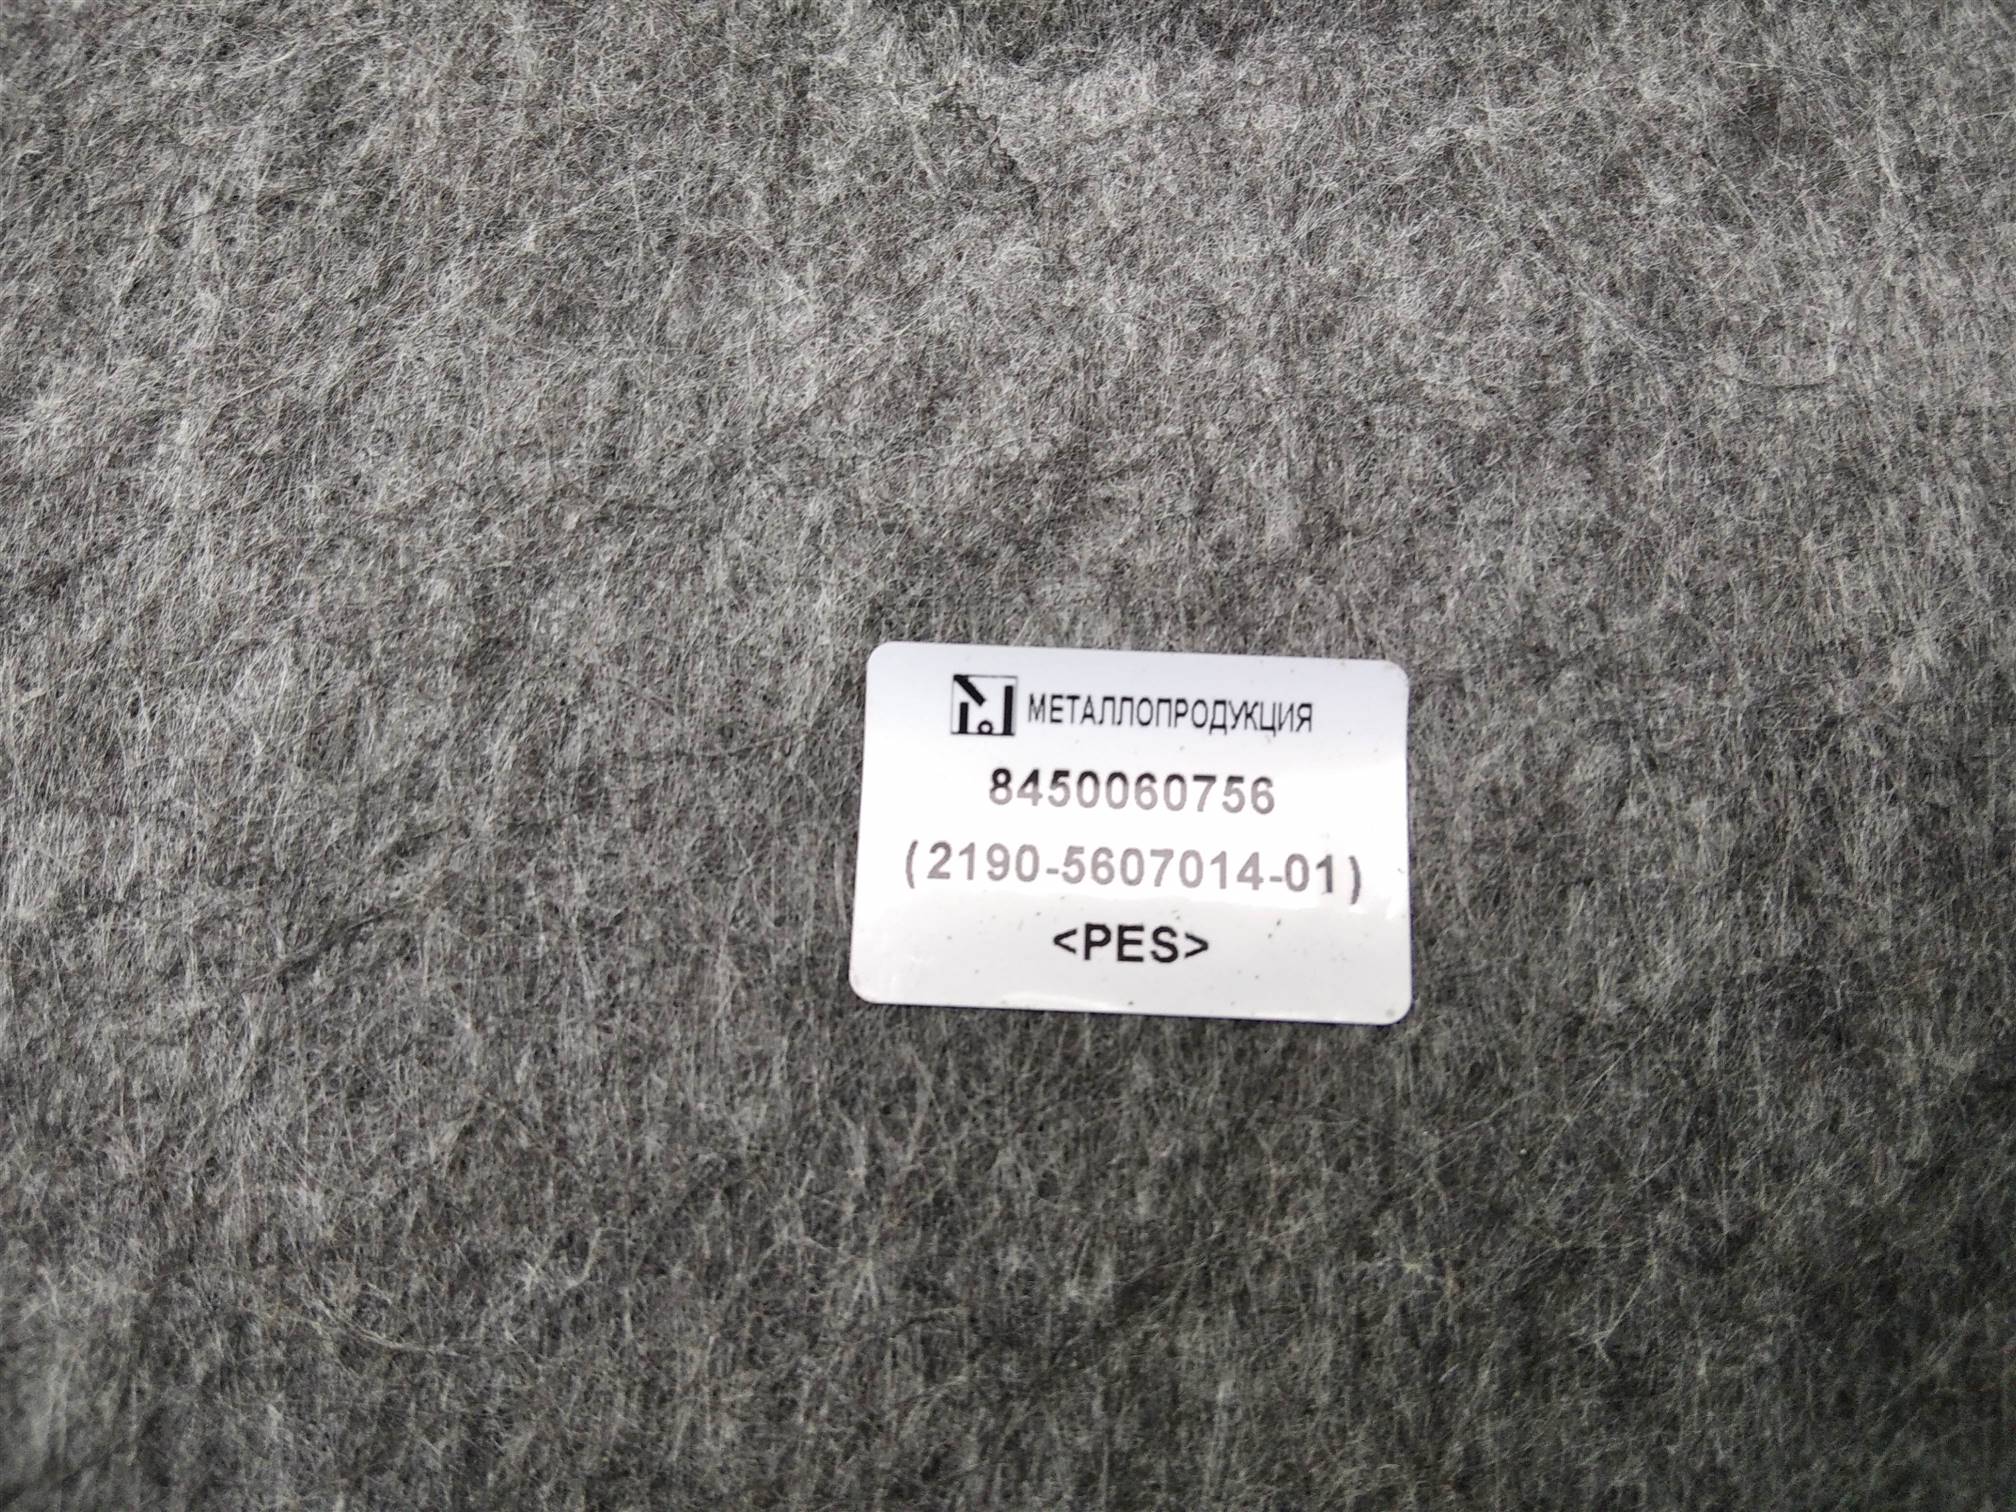 МЕТАЛЛОПРОДУКЦИЯ
8450060756
(2190-5607014-01)
<PES>